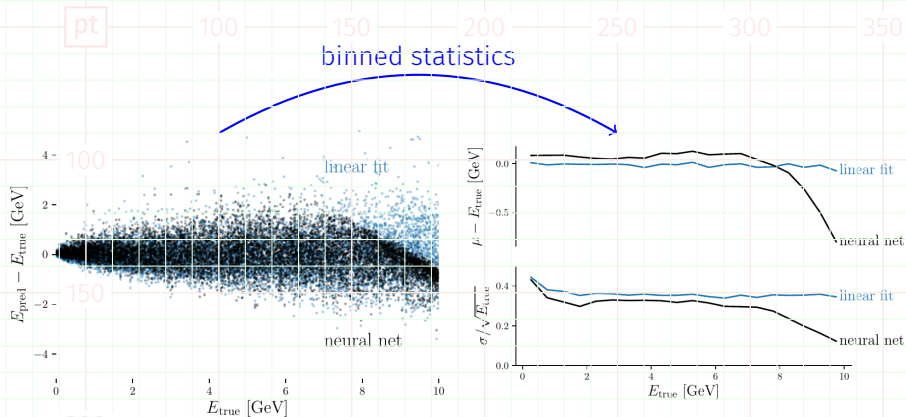 pt 100 150 200 250 300 350
binned statistics
100
150
4
2
0
−2
−4
E_pred − E_true [GeV]
linear fit
neural net
0 2 4 6 8 10
E_true [GeV]
0.0
−0.5
μ − E_true [GeV]
linear fit
neural net
0.4
0.2
0.0
σ/√E_true
linear fit
neural net
0 2 4 6 8 10
E_true [GeV]